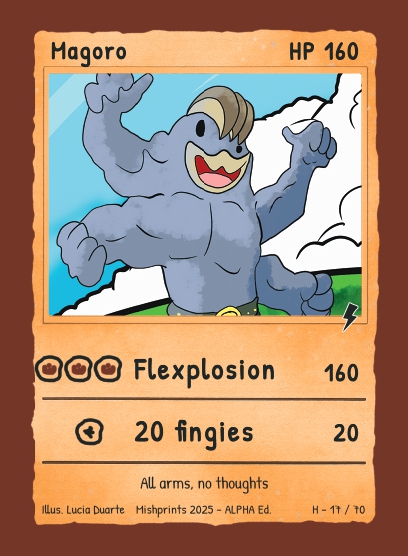 Magoro HP 160
Flexplosion 160
20 fingies 20
All arms, no thoughts
Illus. Lucia Duarte Mishprints 2025 - ALPHA Ed. H - 17 / 70